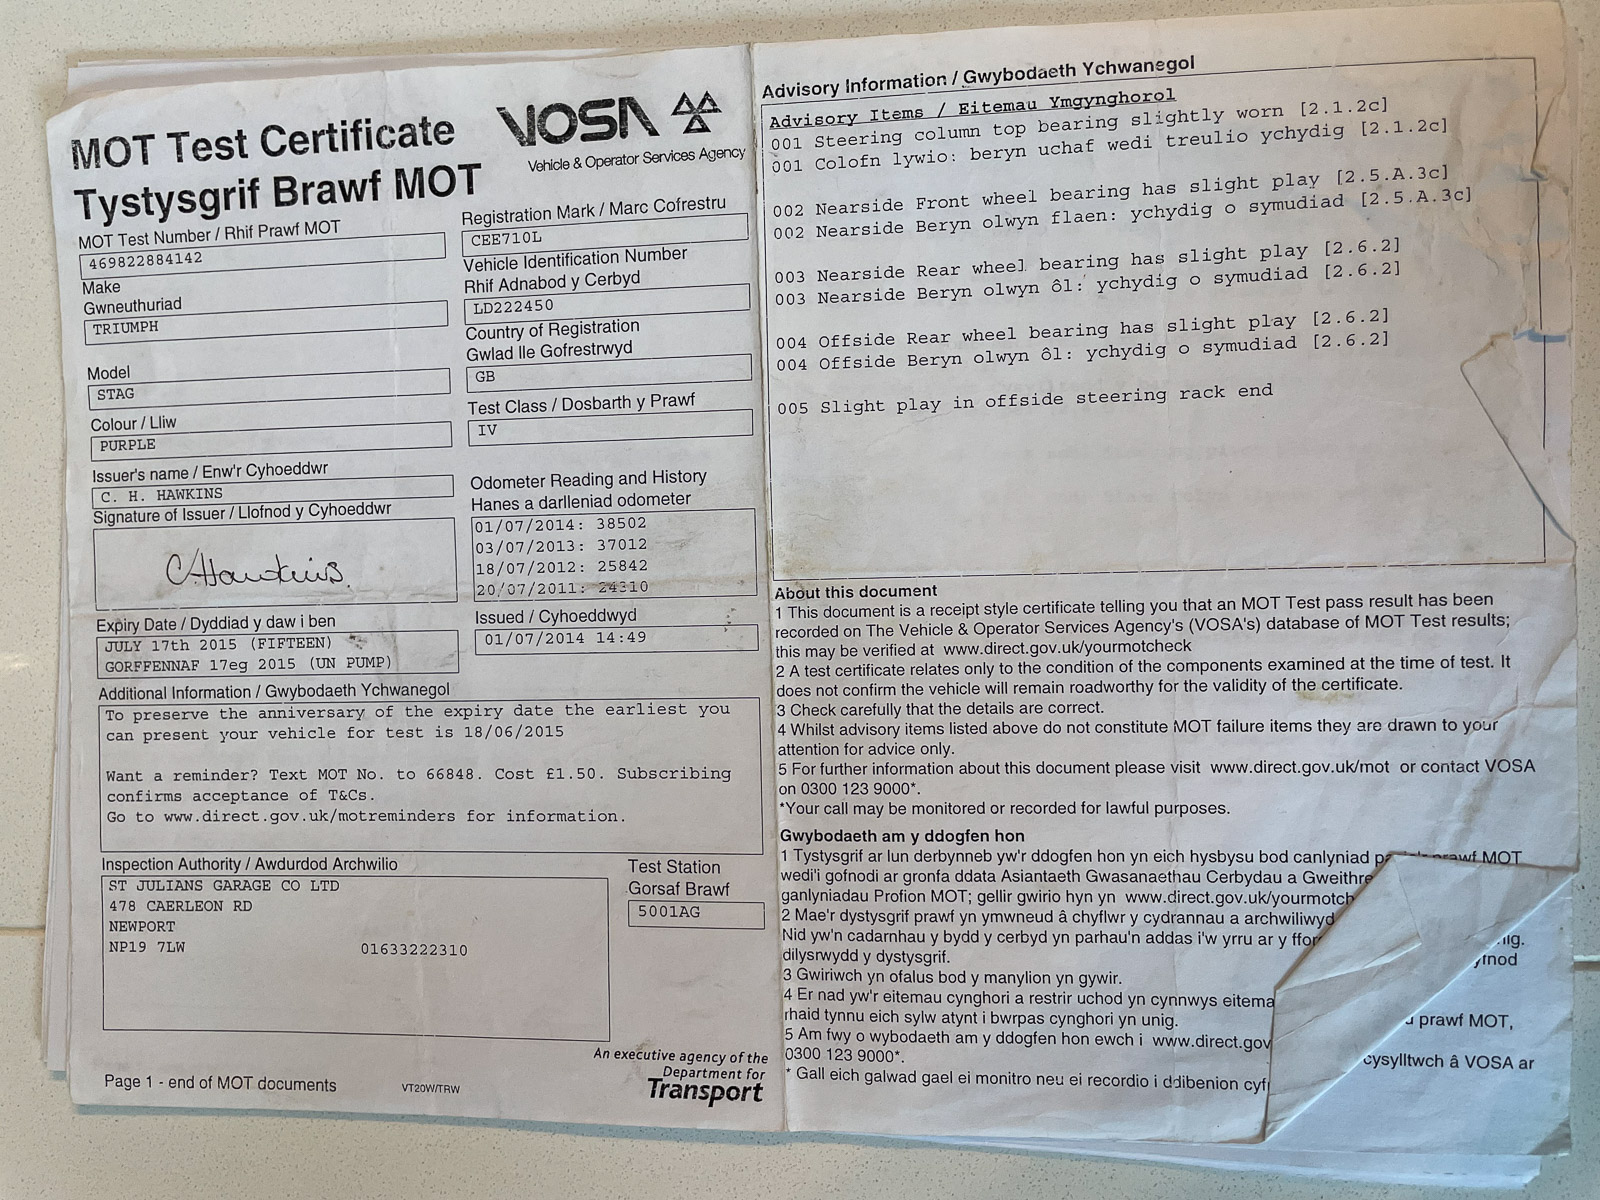 MOT Test Certificate
Tystysgrif Brawf MOT
VOSA
Vehicle & Operator Services Agency
MOT Test Number / Rhif Prawf MOT
469822884142
Make
Gwneuthuriad
TRIUMPH
Model
STAG
Colour / Lliw
PURPLE
Issuer's name / Enw'r Cyhoeddwr
C. H. HAWKINS
Signature of Issuer / Llofnod y Cyhoeddwr
C Hawkins
Expiry Date / Dyddiad y daw i ben
JULY 17th 2015 (FIFTEEN)
GORFFENNAF 17eg 2015 (UN PUMP)
Registration Mark / Marc Cofrestru
CEE710L
Vehicle Identification Number
Rhif Adnabod y Cerbyd
LD222450
Country of Registration
Gwlad lle Gofrestrwyd
GB
Test Class / Dosbarth y Prawf
IV
Odometer Reading and History
Hanes a darlleniad odometer
01/07/2014: 38502
03/07/2013: 37012
18/07/2012: 25842
20/07/2011: 24310
Issued / Cyhoeddwyd
01/07/2014 14:49
Additional Information / Gwybodaeth Ychwanegol
To preserve the anniversary of the expiry date the earliest you
can present your vehicle for test is 18/06/2015
Want a reminder? Text MOT No. to 66848. Cost £1.50. Subscribing
confirms acceptance of T&Cs.
Go to www.direct.gov.uk/motreminders for information.
Inspection Authority / Awdurdod Archwilio
ST JULIANS GARAGE CO LTD
478 CAERLEON RD
NEWPORT
NP19 7LW 01633222310
Test Station
Gorsaf Brawf
5001AG
An executive agency of the
Department for
Transport
Page 1 - end of MOT documents
VT20W/TRW
Advisory Information / Gwybodaeth Ychwanegol
Advisory Items / Eitemau Ymgynghorol
001 Steering column top bearing slightly worn [2.1.2c]
001 Colofn lywio: beryn uchaf wedi treulio ychydig [2.1.2c]
002 Nearside Front wheel bearing has slight play [2.5.A.3c]
002 Nearside Beryn olwyn flaen: ychydig o symudiad [2.5.A.3c]
003 Nearside Rear wheel bearing has slight play [2.6.2]
003 Nearside Beryn olwyn ôl: ychydig o symudiad [2.6.2]
004 Offside Rear wheel bearing has slight play [2.6.2]
004 Offside Beryn olwyn ôl: ychydig o symudiad [2.6.2]
005 Slight play in offside steering rack end
About this document
1 This document is a receipt style certificate telling you that an MOT Test pass result has been
recorded on The Vehicle & Operator Services Agency's (VOSA's) database of MOT Test results;
this may be verified at www.direct.gov.uk/yourmotcheck
2 A test certificate relates only to the condition of the components examined at the time of test. It
does not confirm the vehicle will remain roadworthy for the validity of the certificate.
3 Check carefully that the details are correct.
4 Whilst advisory items listed above do not constitute MOT failure items they are drawn to your
attention for advice only.
5 For further information about this document please visit www.direct.gov.uk/mot or contact VOSA
on 0300 123 9000*.
*Your call may be monitored or recorded for lawful purposes.
Gwybodaeth am y ddogfen hon
1 Tystysgrif ar lun derbynneb yw'r ddogfen hon yn eich hysbysu bod canlyniad prawf MOT
wedi'i gofnodi ar gronfa ddata Asiantaeth Gwasanaethau Cerbydau a
ganlyniadau Profion MOT; gellir gwirio hyn yn
2 Mae'r dystysgrif prawf yn ymwneud â chyflwr y cydrannau a archwiliwyd
Nid yw'n cadarnhau y bydd y cerbyd yn parhau'n addas i'w yrru ar y
dilysrwydd y dystysgrif.
3 Gwiriwch yn ofalus bod y manylion yn gywir.
4 Er nad yw'r eitemau cynghori a restrir uchod yn cynnwys prawf MOT,
rhaid tynnu eich sylw atynt i bwrpas cynghori yn unig.
5 Am fwy o wybodaeth am y ddogfen hon ewch i cysylltwch â VOSA ar
0300 123 9000*.
* Gall eich galwad gael ei monitro neu ei recordio i ddibenion